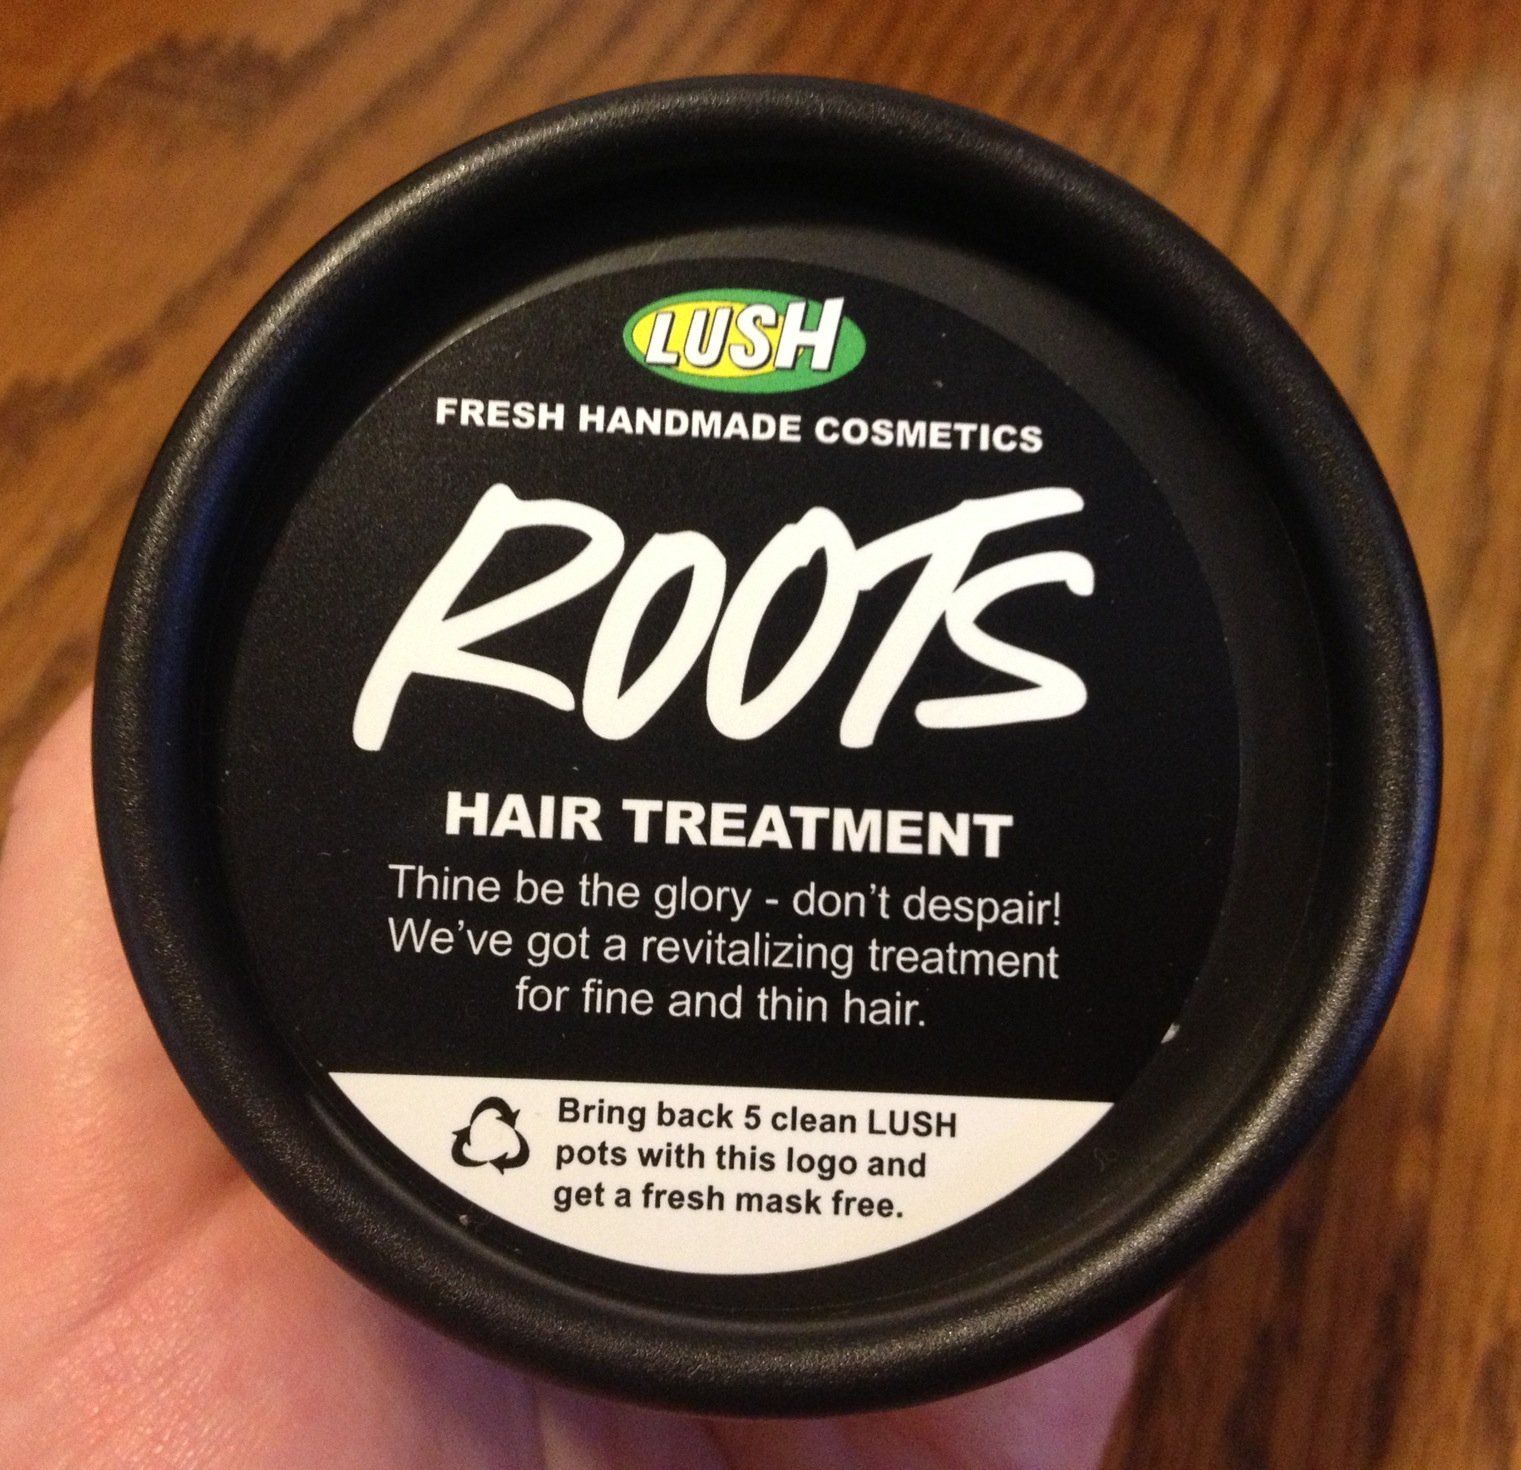 LUSH
FRESH HANDMADE COSMETICS
ROOTS
HAIR TREATMENT
Thine be the glory - don't despair!
We've got a revitalizing treatment
for fine and thin hair.
Bring back 5 clean LUSH
pots with this logo and
get a fresh mask free.